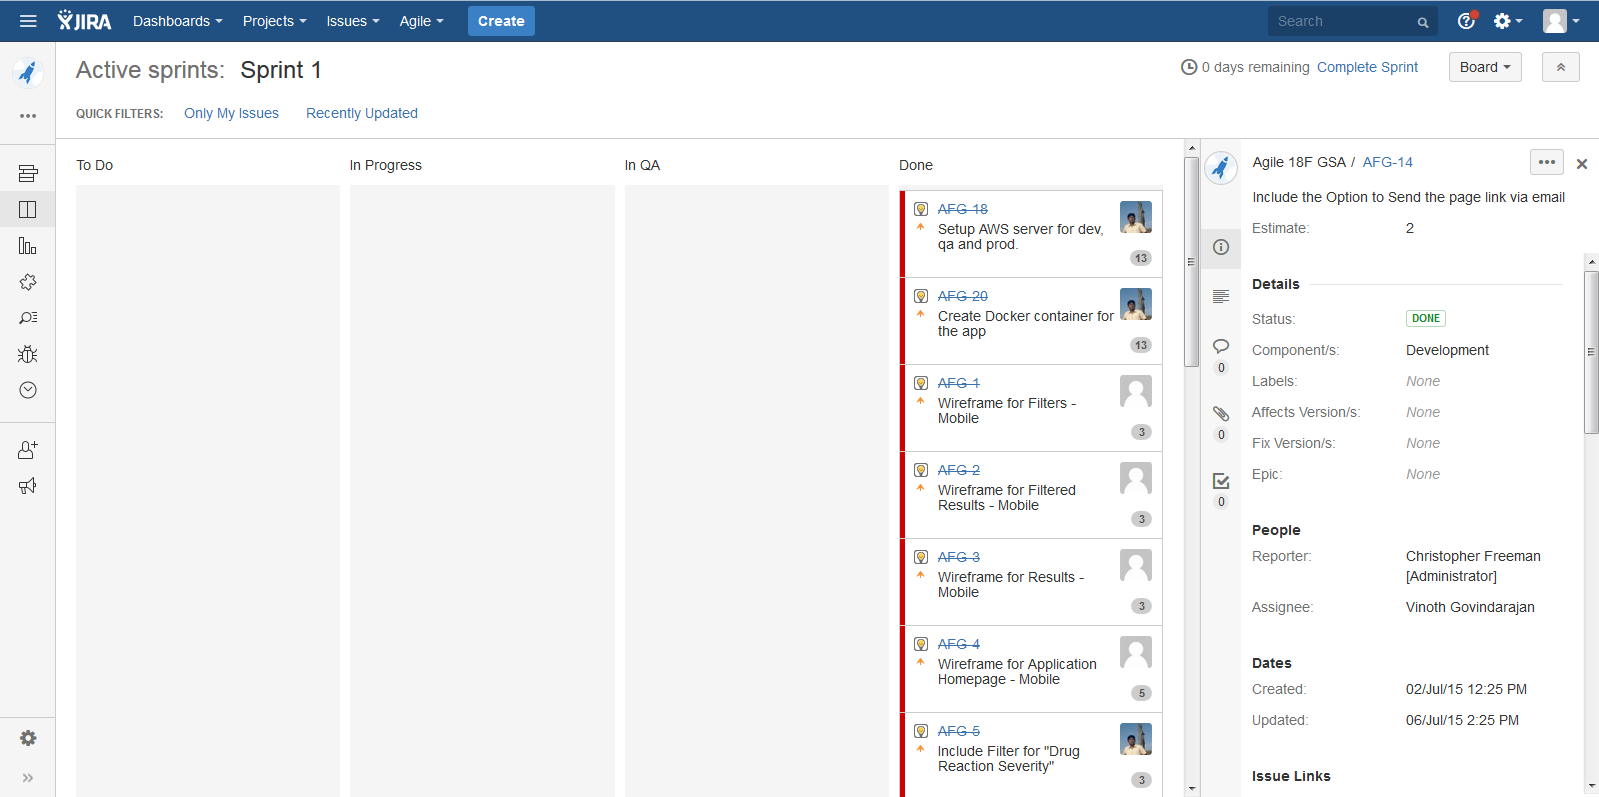 JIRA Dashboards Projects Issues Agile Create Search
Active sprints: Sprint 1
0 days remaining Complete Sprint Board
QUICK FILTERS: Only My Issues Recently Updated
To Do In Progress In QA Done
AFG-18
Setup AWS server for dev,
qa and prod.
13
AFG-20
Create Docker container for
the app
13
AFG-1
Wireframe for Filters -
Mobile
3
AFG-2
Wireframe for Filtered
Results - Mobile
3
AFG-3
Wireframe for Results -
Mobile
3
AFG-4
Wireframe for Application
Homepage - Mobile
5
AFG-5
Include Filter for "Drug
Reaction Severity"
3
0
0
0
Agile 18F GSA / AFG-14
Include the Option to Send the page link via email
Estimate: 2
Details
Status: DONE
Component/s: Development
Labels: None
Affects Version/s: None
Fix Version/s: None
Epic: None
People
Reporter: Christopher Freeman
[Administrator]
Assignee: Vinoth Govindarajan
Dates
Created: 02/Jul/15 12:25 PM
Updated: 06/Jul/15 2:25 PM
Issue Links